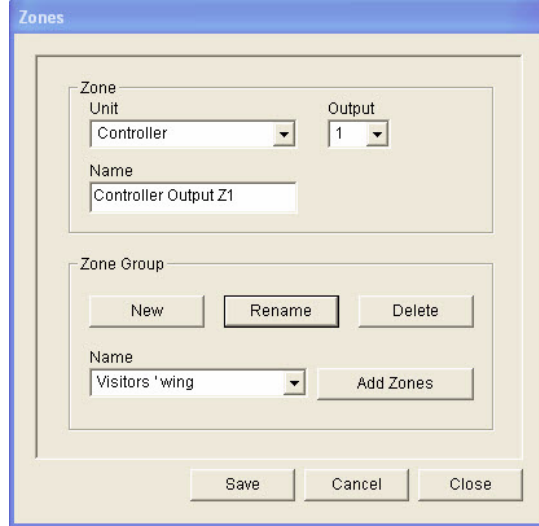 Zones
Zone
Unit Output
Controller 1
Name
Controller Output Z1
Zone Group
New Rename Delete
Name
Visitors 'wing Add Zones
Save Cancel Close